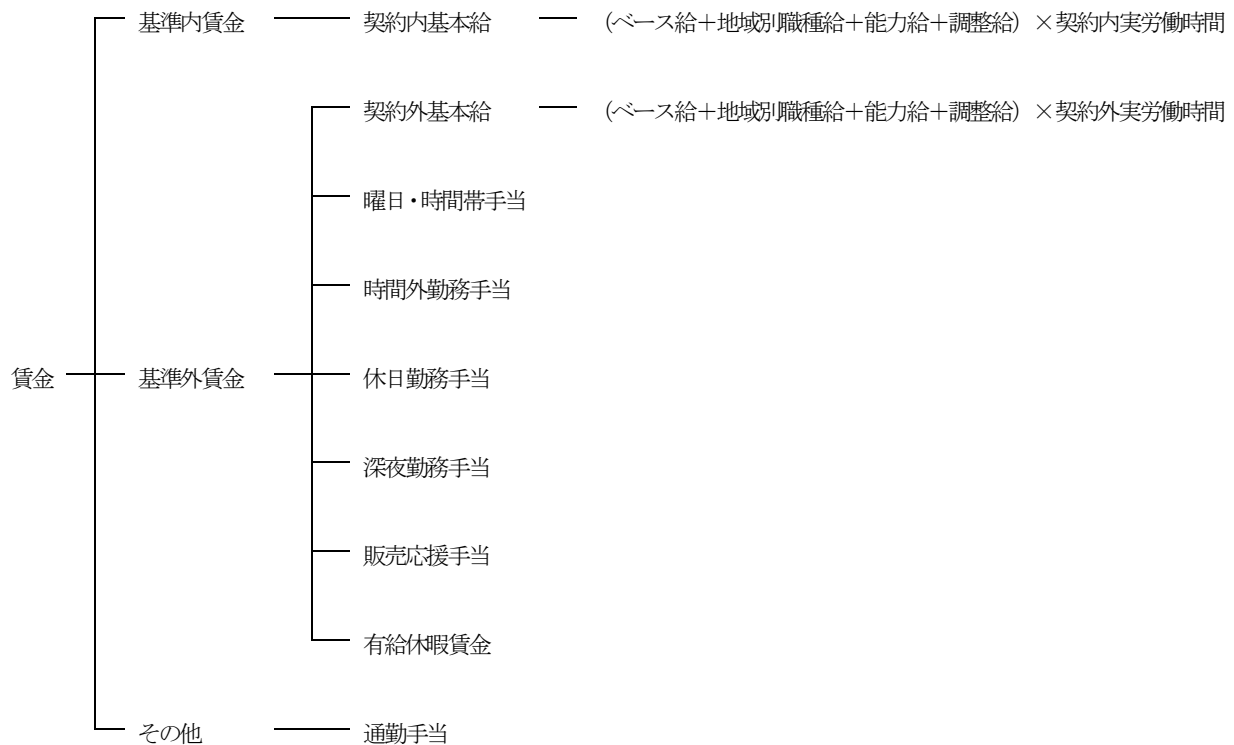 基準内賃金 契約内基本給 (ベース給+地域別職種給+能力給+調整給)×契約内実労働時間
契約外基本給 (ベース給+地域別職種給+能力給+調整給)×契約外実労働時間
曜日・時間帯手当
時間外勤務手当
賃金 基準外賃金 休日勤務手当
深夜勤務手当
販売応援手当
有給休暇賃金
その他 通勤手当